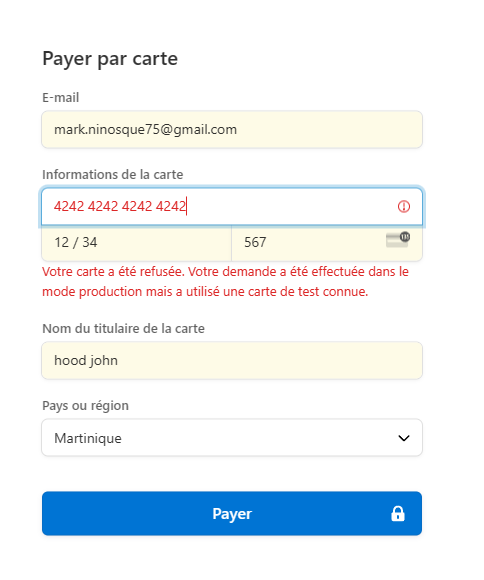 Payer par carte
E-mail
mark.ninosque75@gmail.com
Informations de la carte
4242 4242 4242 4242
12 / 34
567
Votre carte a été refusée. Votre demande a été effectuée dans le
mode production mais a utilisé une carte de test connue.
Nom du titulaire de la carte
hood john
Pays ou région
Martinique
Payer